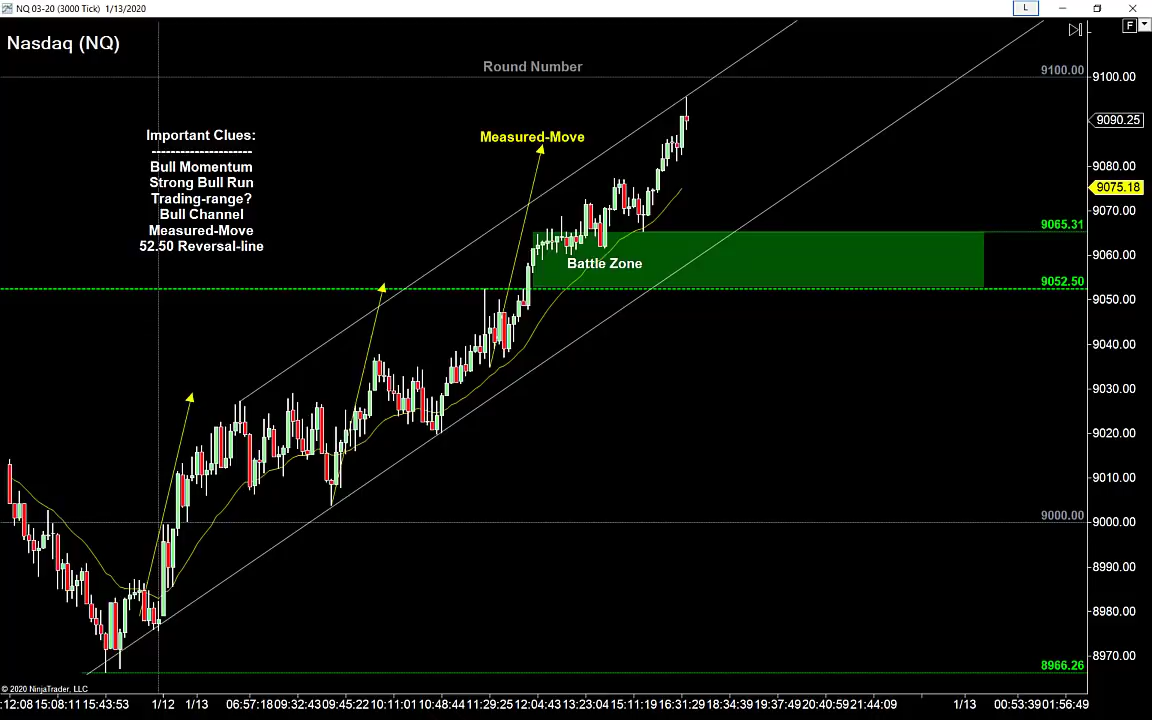 NQ 03-20 (3000 Tick) 1/13/2020
L
F
Nasdaq (NQ)
Round Number
9100.00
9100.00
9090.25
Important Clues:
---------------------
Bull Momentum
Strong Bull Run
Trading-range?
Bull Channel
Measured-Move
52.50 Reversal-line
Measured-Move
9080.00
9075.18
9070.00
9065.31
9060.00
Battle Zone
9052.50
9050.00
9040.00
9030.00
9020.00
9010.00
9000.00
9000.00
8990.00
8980.00
8970.00
8966.26
© 2020 NinjaTrader, LLC
:12:08 15:08:11 15:43:53 1/12 1/13 06:57:18 09:32:43 09:45:22 10:11:01 10:48:44 11:29:25 12:04:43 13:23:04 15:11:19 16:31:29 18:34:39 19:37:49 20:40:59 21:44:09 1/13 00:53:39 01:56:49